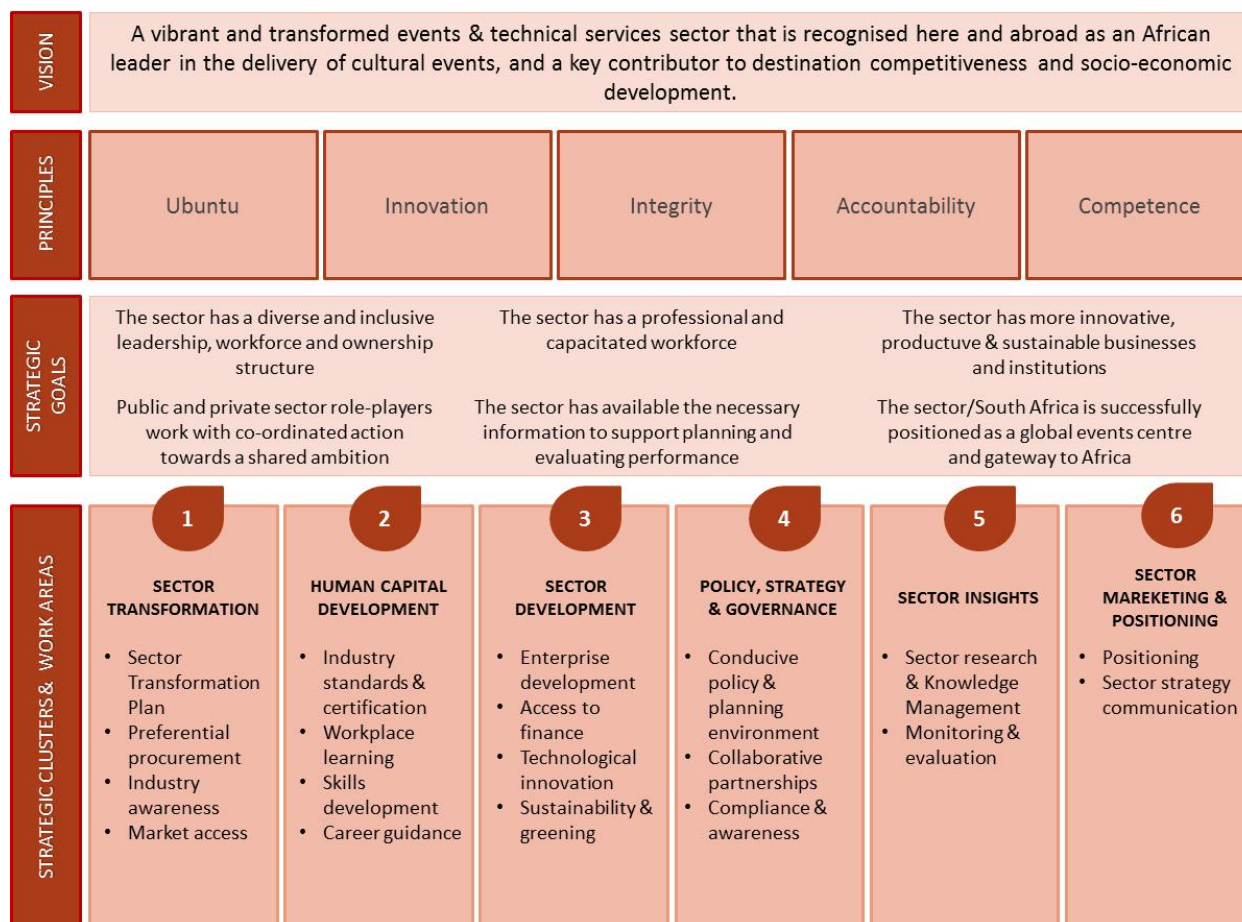 VISION
A vibrant and transformed events & technical services sector that is recognised here and abroad as an African
leader in the delivery of cultural events, and a key contributor to destination competitiveness and socio-economic
development.
PRINCIPLES
Ubuntu
Innovation
Integrity
Accountability
Competence
STRATEGIC
GOALS
The sector has a diverse and inclusive
leadership, workforce and ownership
structure
The sector has a professional and
capacitated workforce
The sector has more innovative,
productuve & sustainable businesses
and institutions
Public and private sector role-players
work with co-ordinated action
towards a shared ambition
The sector has available the necessary
information to support planning and
evaluating performance
The sector/South Africa is successfully
positioned as a global events centre
and gateway to Africa
STRATEGIC CLUSTERS & WORK AREAS
1
SECTOR
TRANSFORMATION
• Sector
Transformation
Plan
• Preferential
procurement
• Industry
awareness
• Market access
2
HUMAN CAPITAL
DEVELOPMENT
• Industry
standards &
certification
• Workplace
learning
• Skills
development
• Career guidance
3
SECTOR
DEVELOPMENT
• Enterprise
development
• Access to
finance
• Technological
innovation
• Sustainability &
greening
4
POLICY, STRATEGY
& GOVERNANCE
• Conducive
policy &
planning
environment
• Collaborative
partnerships
• Compliance &
awareness
5
SECTOR INSIGHTS
• Sector research
& Knowledge
Management
• Monitoring &
evaluation
6
SECTOR
MAREKETING &
POSITIONING
• Positioning
• Sector strategy
communication